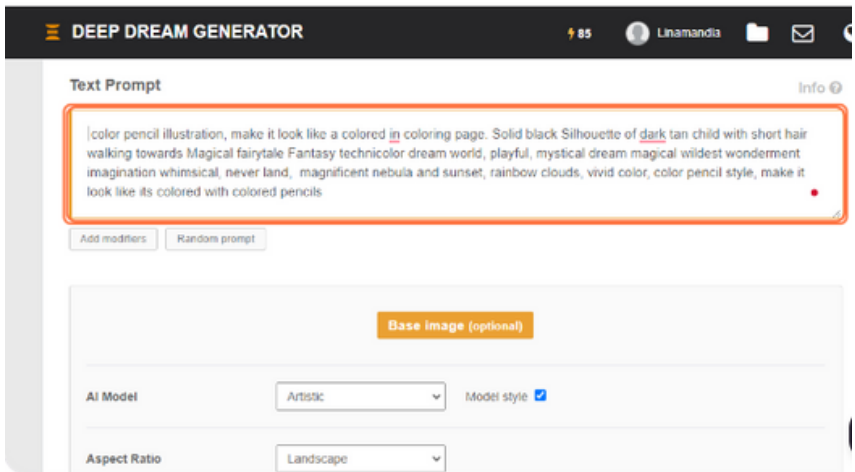 DEEP DREAM GENERATOR 85 Linamandia
Text Prompt Info
color pencil illustration, make it look like a colored in coloring page. Solid black Silhouette of dark tan child with short hair
walking towards Magical fairytale Fantasy technicolor dream world, playful, mystical dream magical wildest wonderment
imagination whimsical, never land, magnificent nebula and sunset, rainbow clouds, vivid color, color pencil style, make it
look like its colored with colored pencils
Add modifiers Random prompt
Base image (optional)
AI Model Artistic Model style
Aspect Ratio Landscape